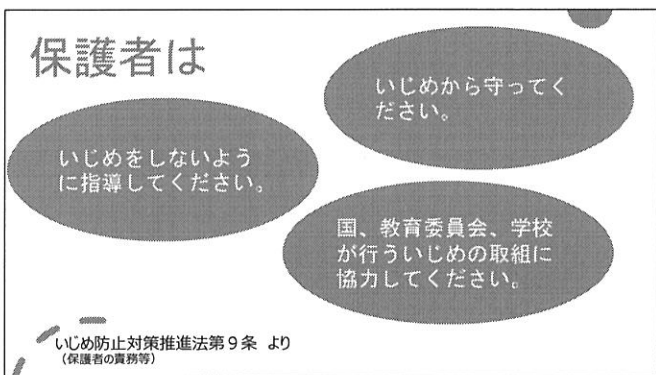 保護者は
いじめから守ってく
ださい。
いじめをしないよう
に指導してください。
国、教育委員会、学校
が行ういじめの取組に
協力してください。
いじめ防止対策推進法第9条 より
(保護者の責務等)